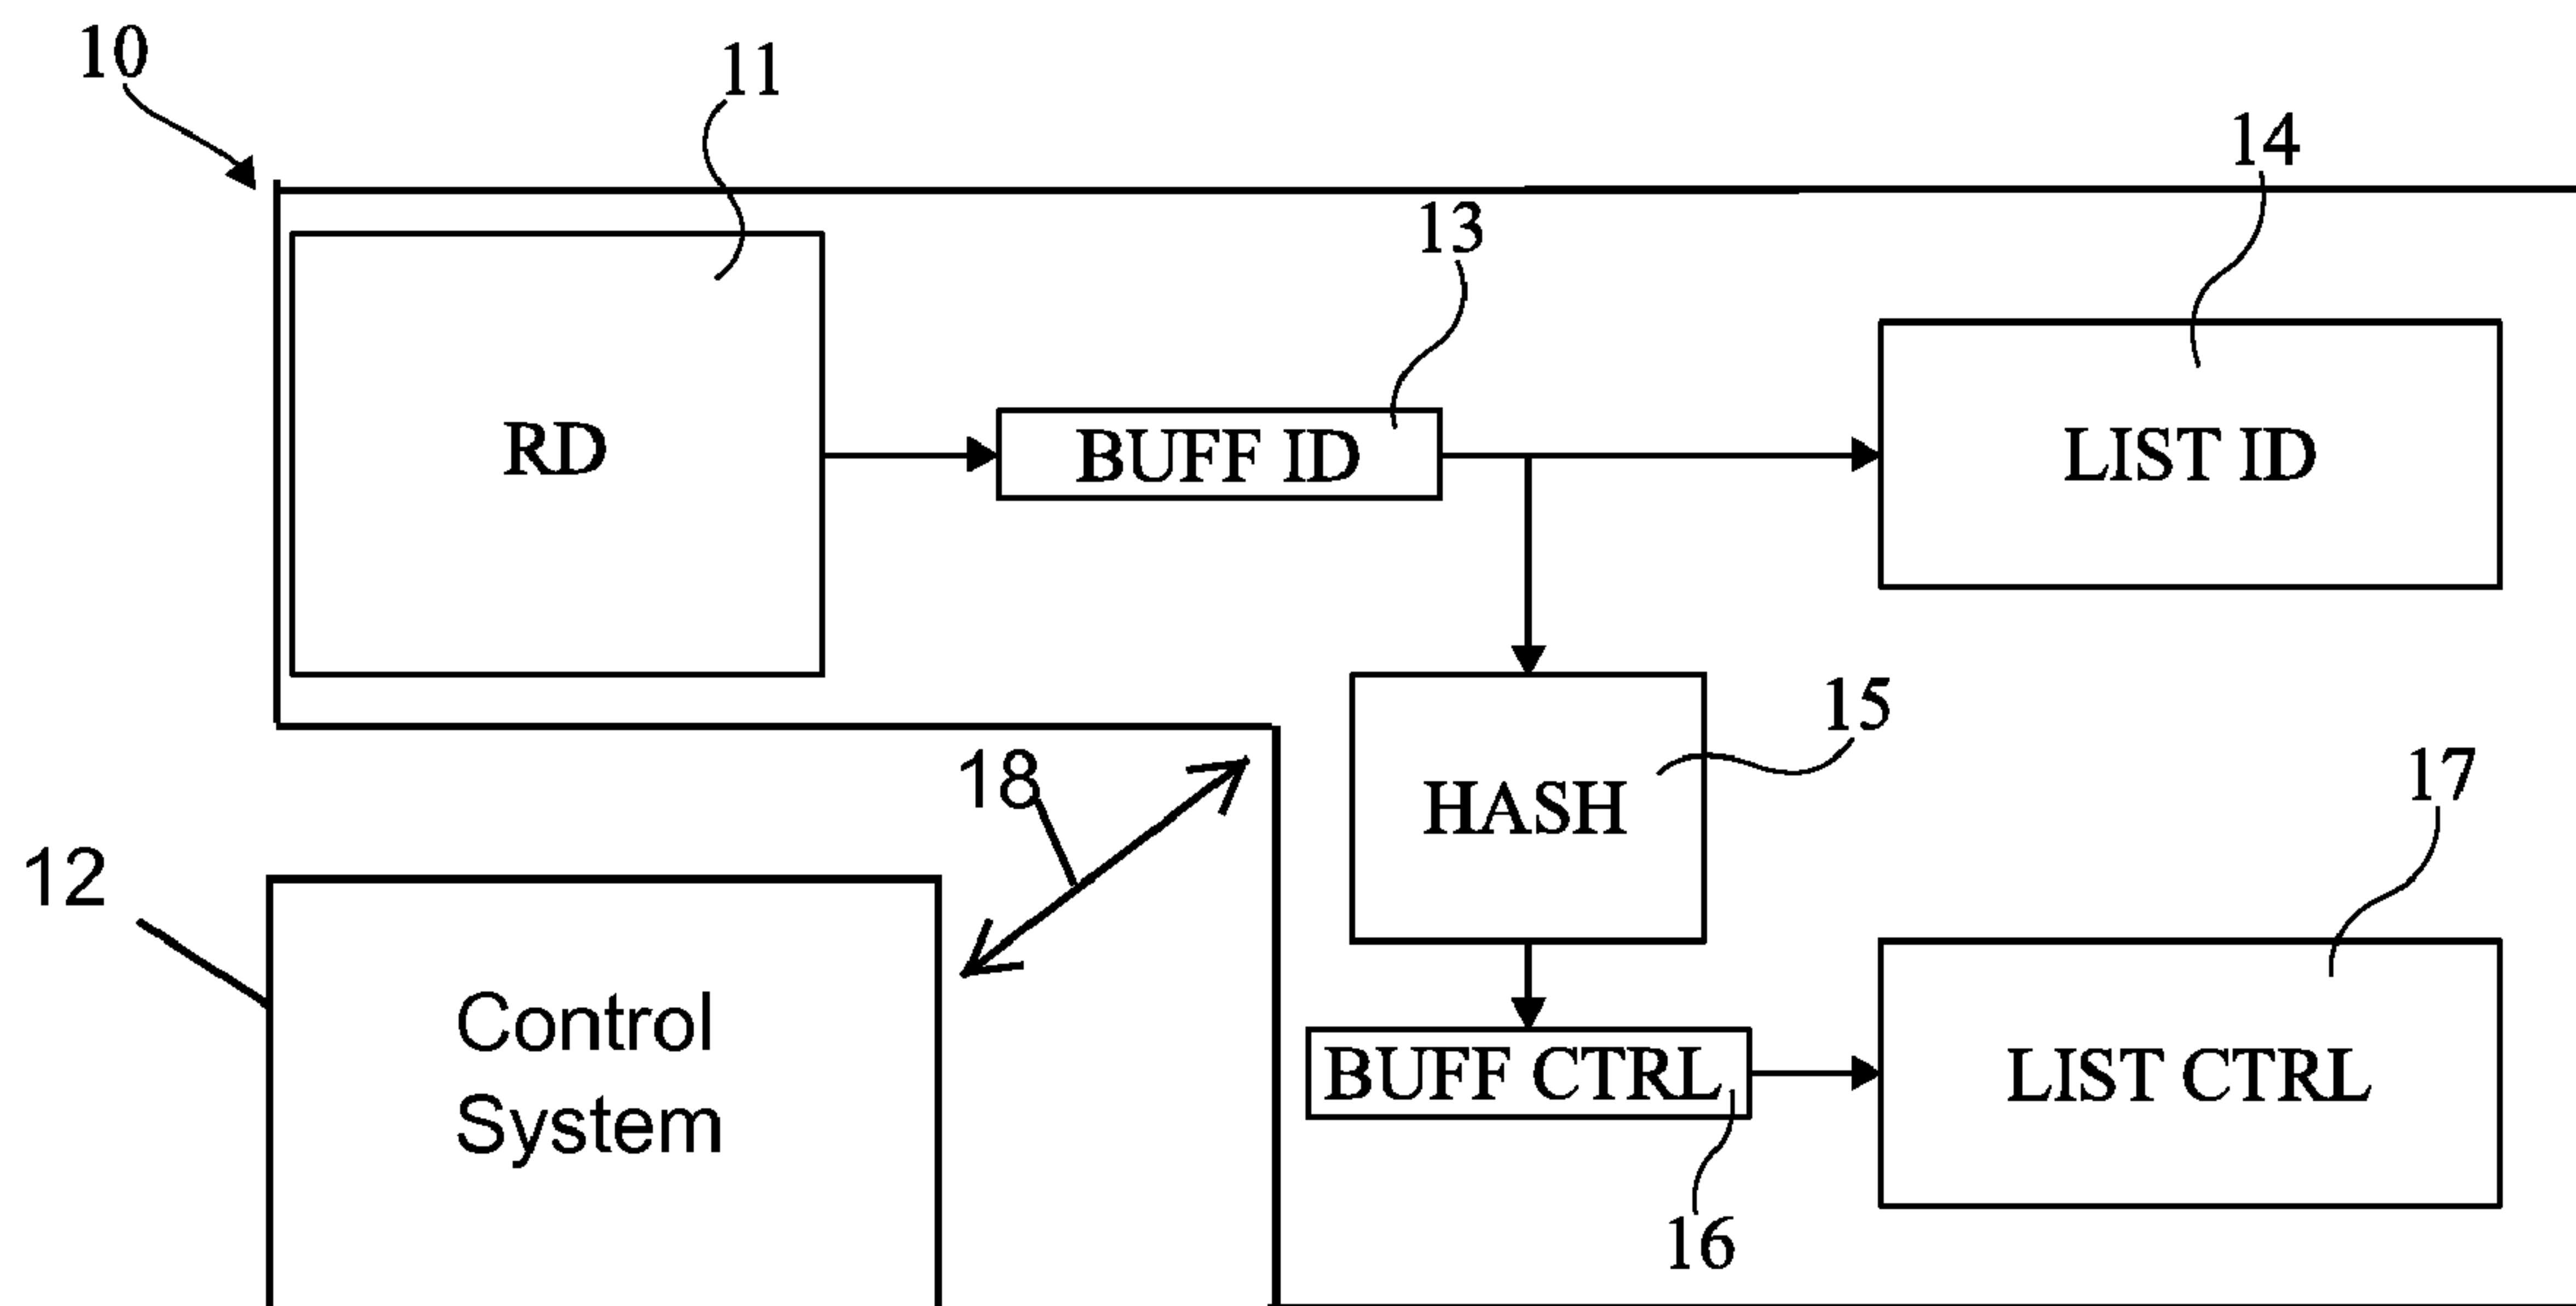 10
11
14
13
RD
BUFF ID
LIST ID
15
18
HASH
17
12
Control
System
BUFF CTRL
LIST CTRL
16